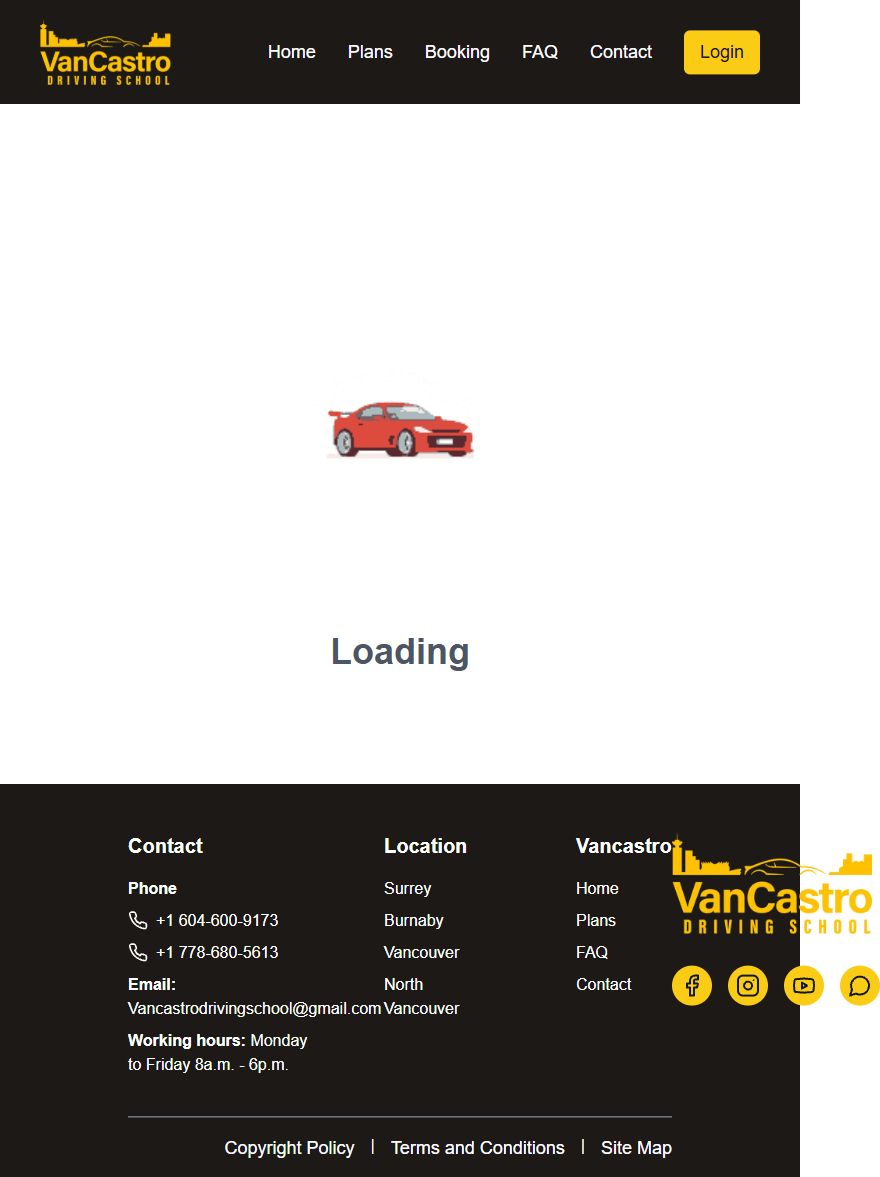 VanCastro
DRIVING SCHOOL
Home
Plans
Booking
FAQ
Contact
Login
Loading
Contact
Phone
+1 604-600-9173
+1 778-680-5613
Email:
Vancastrodrivingschool@gmail.com
Working hours: Monday
to Friday 8a.m. - 6p.m.
Location
Surrey
Burnaby
Vancouver
North
Vancouver
Vancastro
Home
Plans
FAQ
Contact
VanCastro
DRIVING SCHOOL
Copyright Policy | Terms and Conditions | Site Map